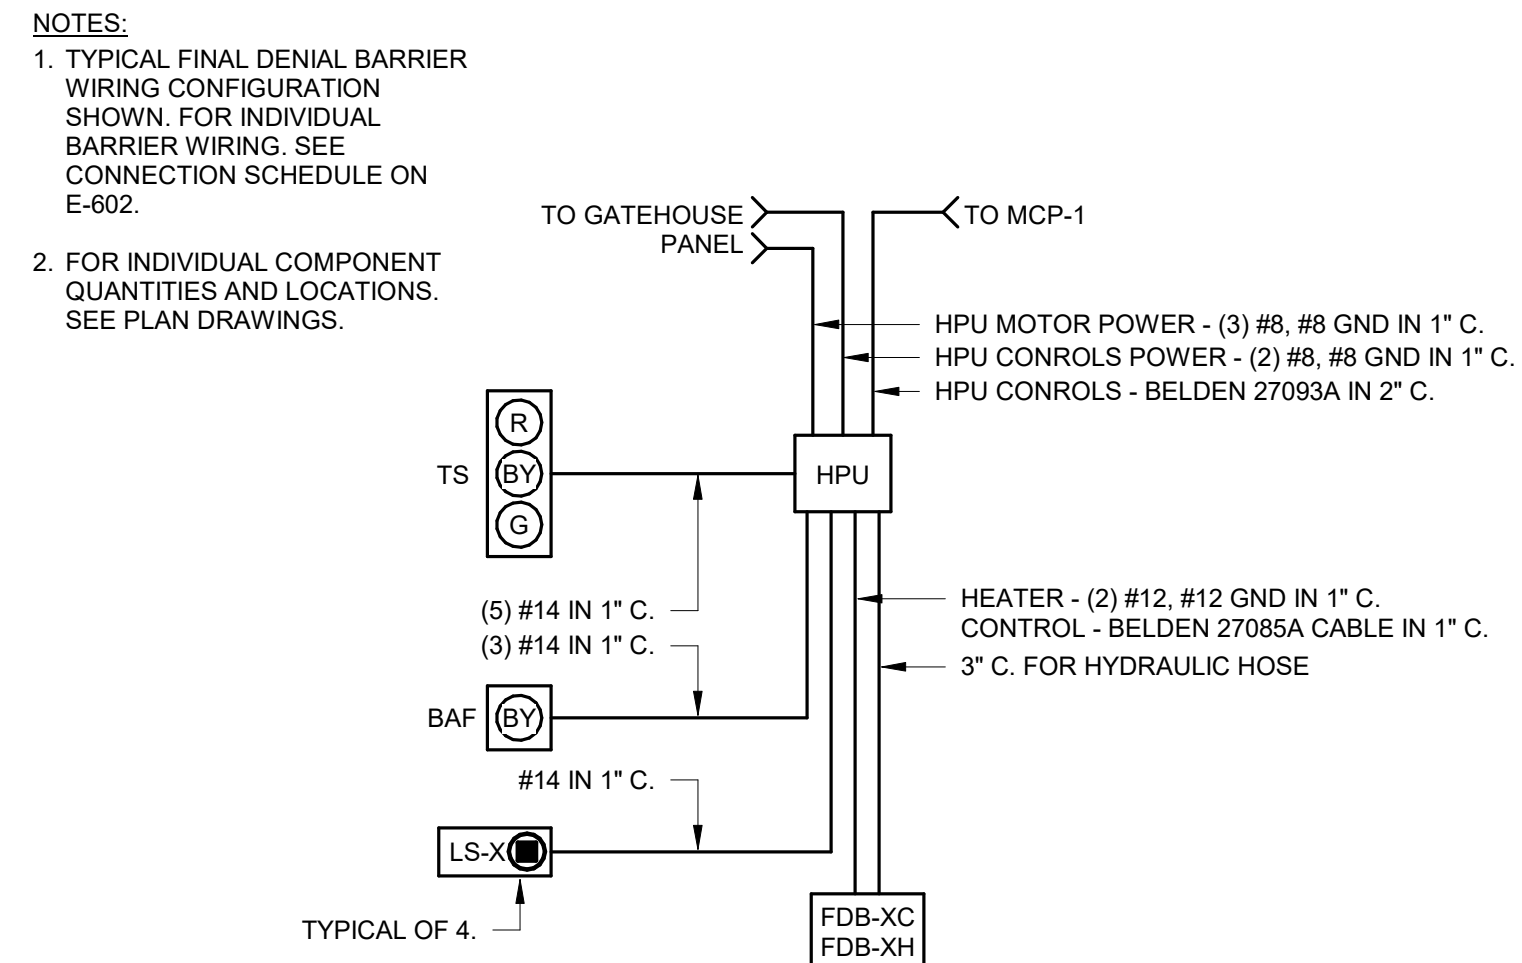 NOTES:
1. TYPICAL FINAL DENIAL BARRIER
WIRING CONFIGURATION
SHOWN. FOR INDIVIDUAL
BARRIER WIRING. SEE
CONNECTION SCHEDULE ON
E-602.
2. FOR INDIVIDUAL COMPONENT
QUANTITIES AND LOCATIONS.
SEE PLAN DRAWINGS.
TO GATEHOUSE
PANEL
TO MCP-1
HPU MOTOR POWER - (3) #8, #8 GND IN 1" C.
HPU CONROLS POWER - (2) #8, #8 GND IN 1" C.
HPU CONROLS - BELDEN 27093A IN 2" C.
R
TS
BY
G
HPU
(5) #14 IN 1" C.
(3) #14 IN 1" C.
HEATER - (2) #12, #12 GND IN 1" C.
CONTROL - BELDEN 27085A CABLE IN 1" C.
3" C. FOR HYDRAULIC HOSE
BAF
BY
#14 IN 1" C.
LS-X
TYPICAL OF 4.
FDB-XC
FDB-XH